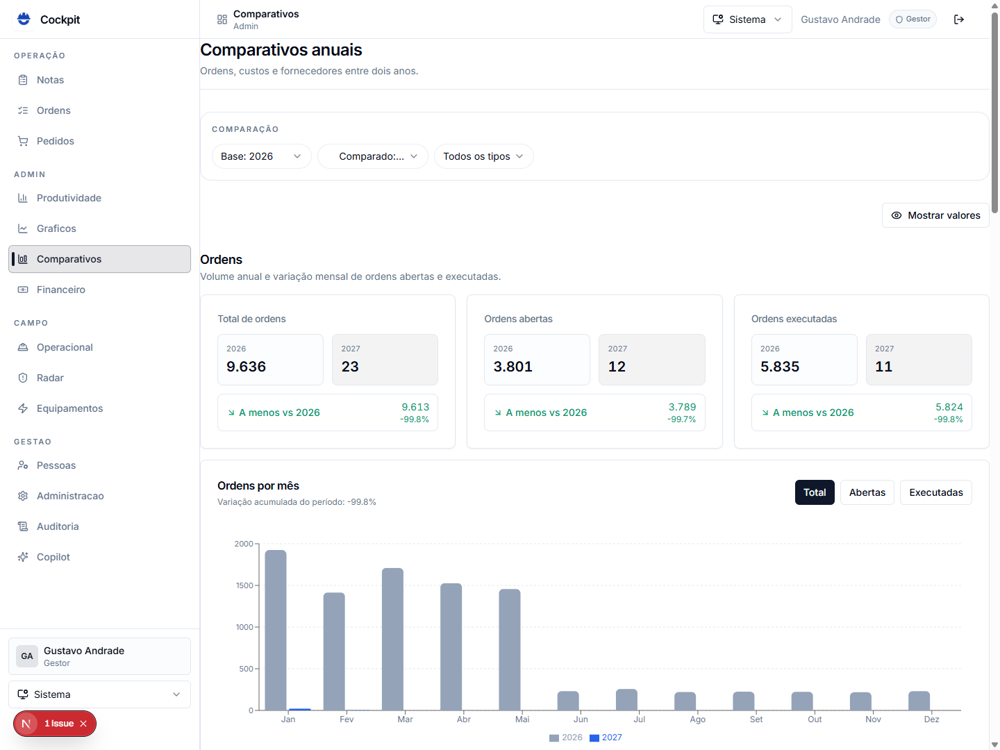 Cockpit
Comparativos
Admin
Sistema
Gustavo Andrade
Gestor
OPERAÇÃO
Notas
Ordens
Pedidos
ADMIN
Produtividade
Graficos
Comparativos
Financeiro
CAMPO
Operacional
Radar
Equipamentos
GESTAO
Pessoas
Administracao
Auditoria
Copilot
GA
Gustavo Andrade
Gestor
Sistema
N
1 Issue
Comparativos anuais
Ordens, custos e fornecedores entre dois anos.
COMPARAÇÃO
Base: 2026
Comparado:...
Todos os tipos
Mostrar valores
Ordens
Volume anual e variação mensal de ordens abertas e executadas.
Total de ordens
2026
9.636
2027
23
A menos vs 2026
9.613
-99.8%
Ordens abertas
2026
3.801
2027
12
A menos vs 2026
3.789
-99.7%
Ordens executadas
2026
5.835
2027
11
A menos vs 2026
5.824
-99.8%
Ordens por mês
Variação acumulada do período: -99.8%
Total
Abertas
Executadas
2000
1500
1000
500
0
Jan Fev Mar Abr Mai Jun Jul Ago Set Out Nov Dez
2026 2027